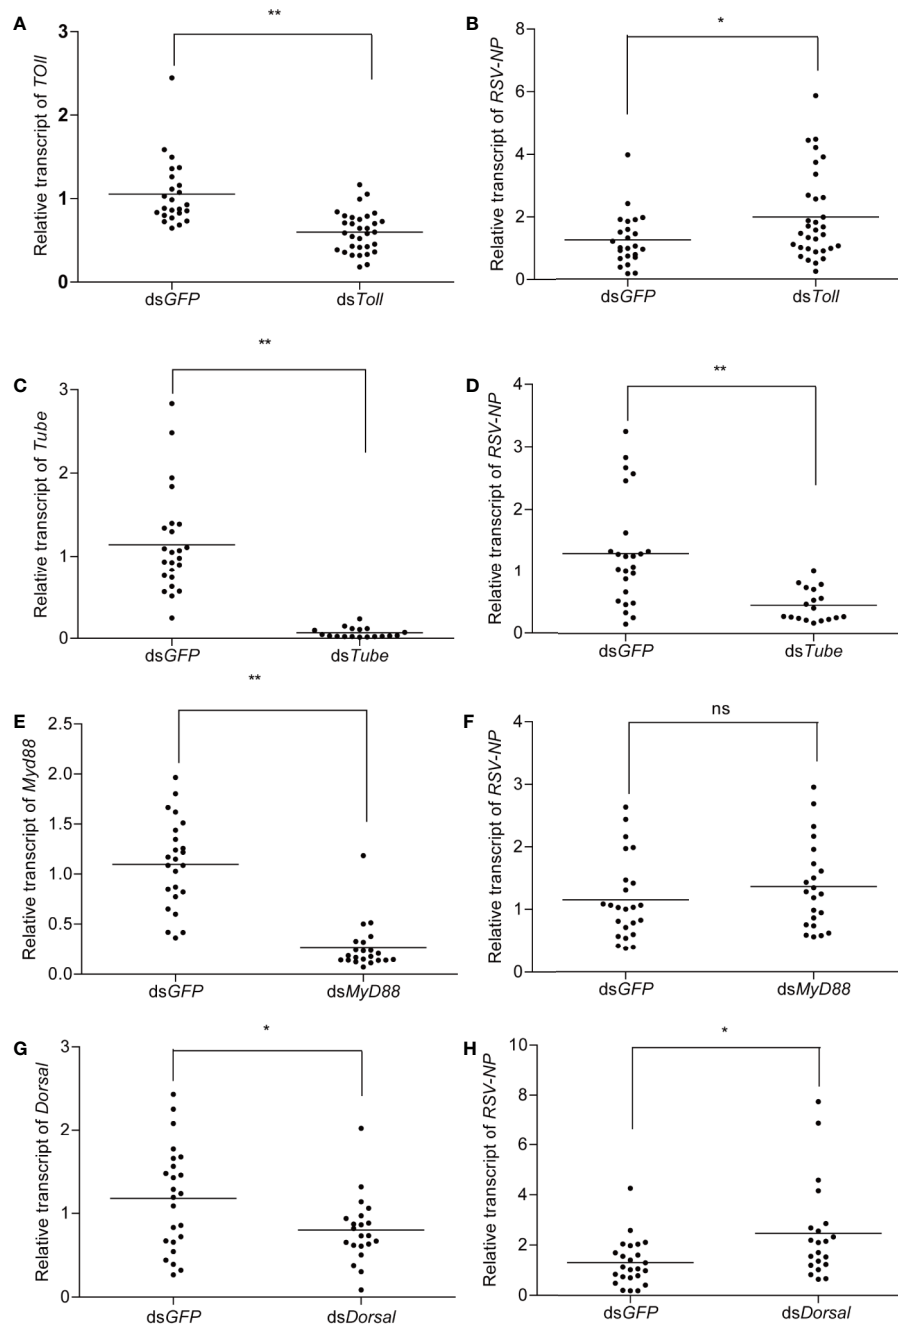 A
**
Relative transcript of TOll
3
2
1
0
dsGFP
dsToll
B
*
Relative transcript of RSV-NP
8
6
4
2
0
dsGFP
dsToll
C
**
Relative transcript of Tube
3
2
1
0
dsGFP
dsTube
D
**
Relative transcript of RSV-NP
4
3
2
1
0
dsGFP
dsTube
E
**
Relative transcript of Myd88
2.5
2.0
1.5
1.0
0.5
0.0
dsGFP
dsMyD88
F
ns
Relative transcript of RSV-NP
4
3
2
1
0
dsGFP
dsMyD88
G
*
Relative transcript of Dorsal
3
2
1
0
dsGFP
dsDorsal
H
*
Relative transcript of RSV-NP
10
8
6
4
2
0
dsGFP
dsDorsal